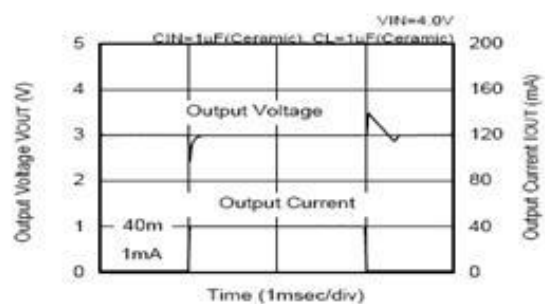 VIN=4.0V
CIN=1uF(Ceramic), CL=1uF(Ceramic)
Output Voltage VOUT (V)
5
4
3
2
1
0
Output Voltage
Output Current
40m
1mA
200
160
120
80
40
0
Output Current IOUT (mA)
Time (1msec/div)